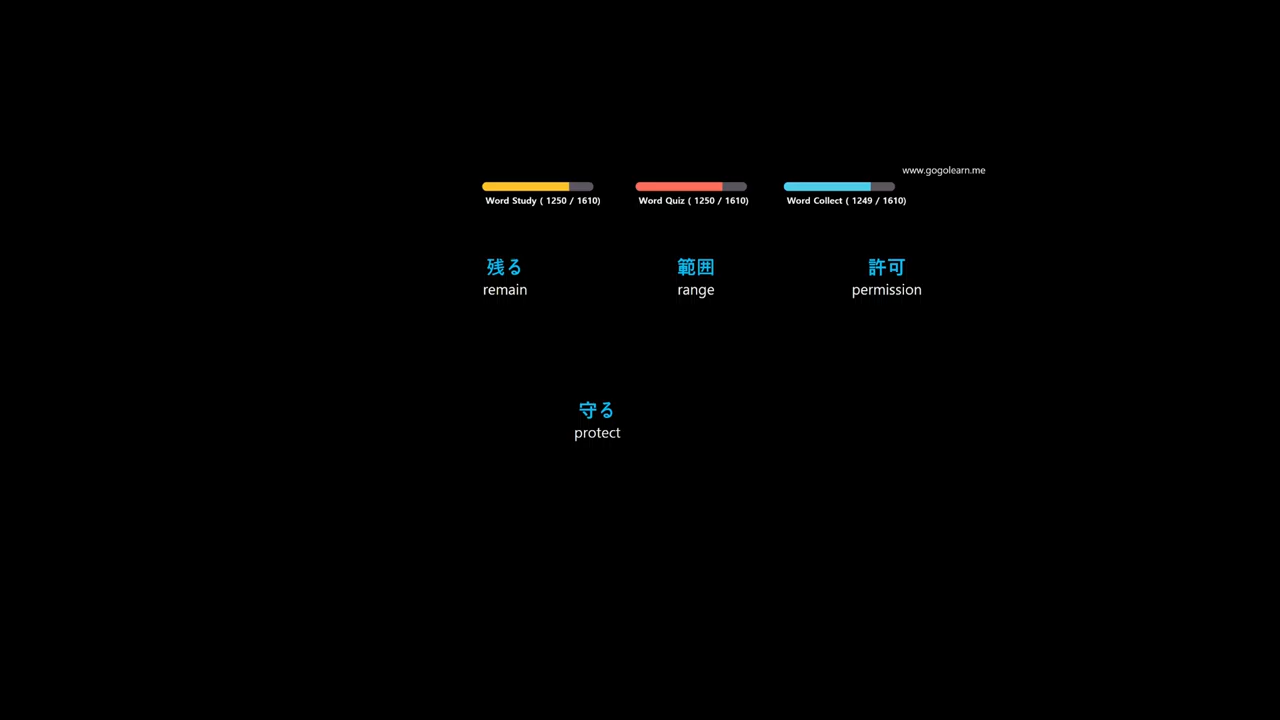 www.gogolearn.me
Word Study ( 1250 / 1610)
Word Quiz ( 1250 / 1610)
Word Collect ( 1249 / 1610)
残る
remain
範囲
range
許可
permission
守る
protect